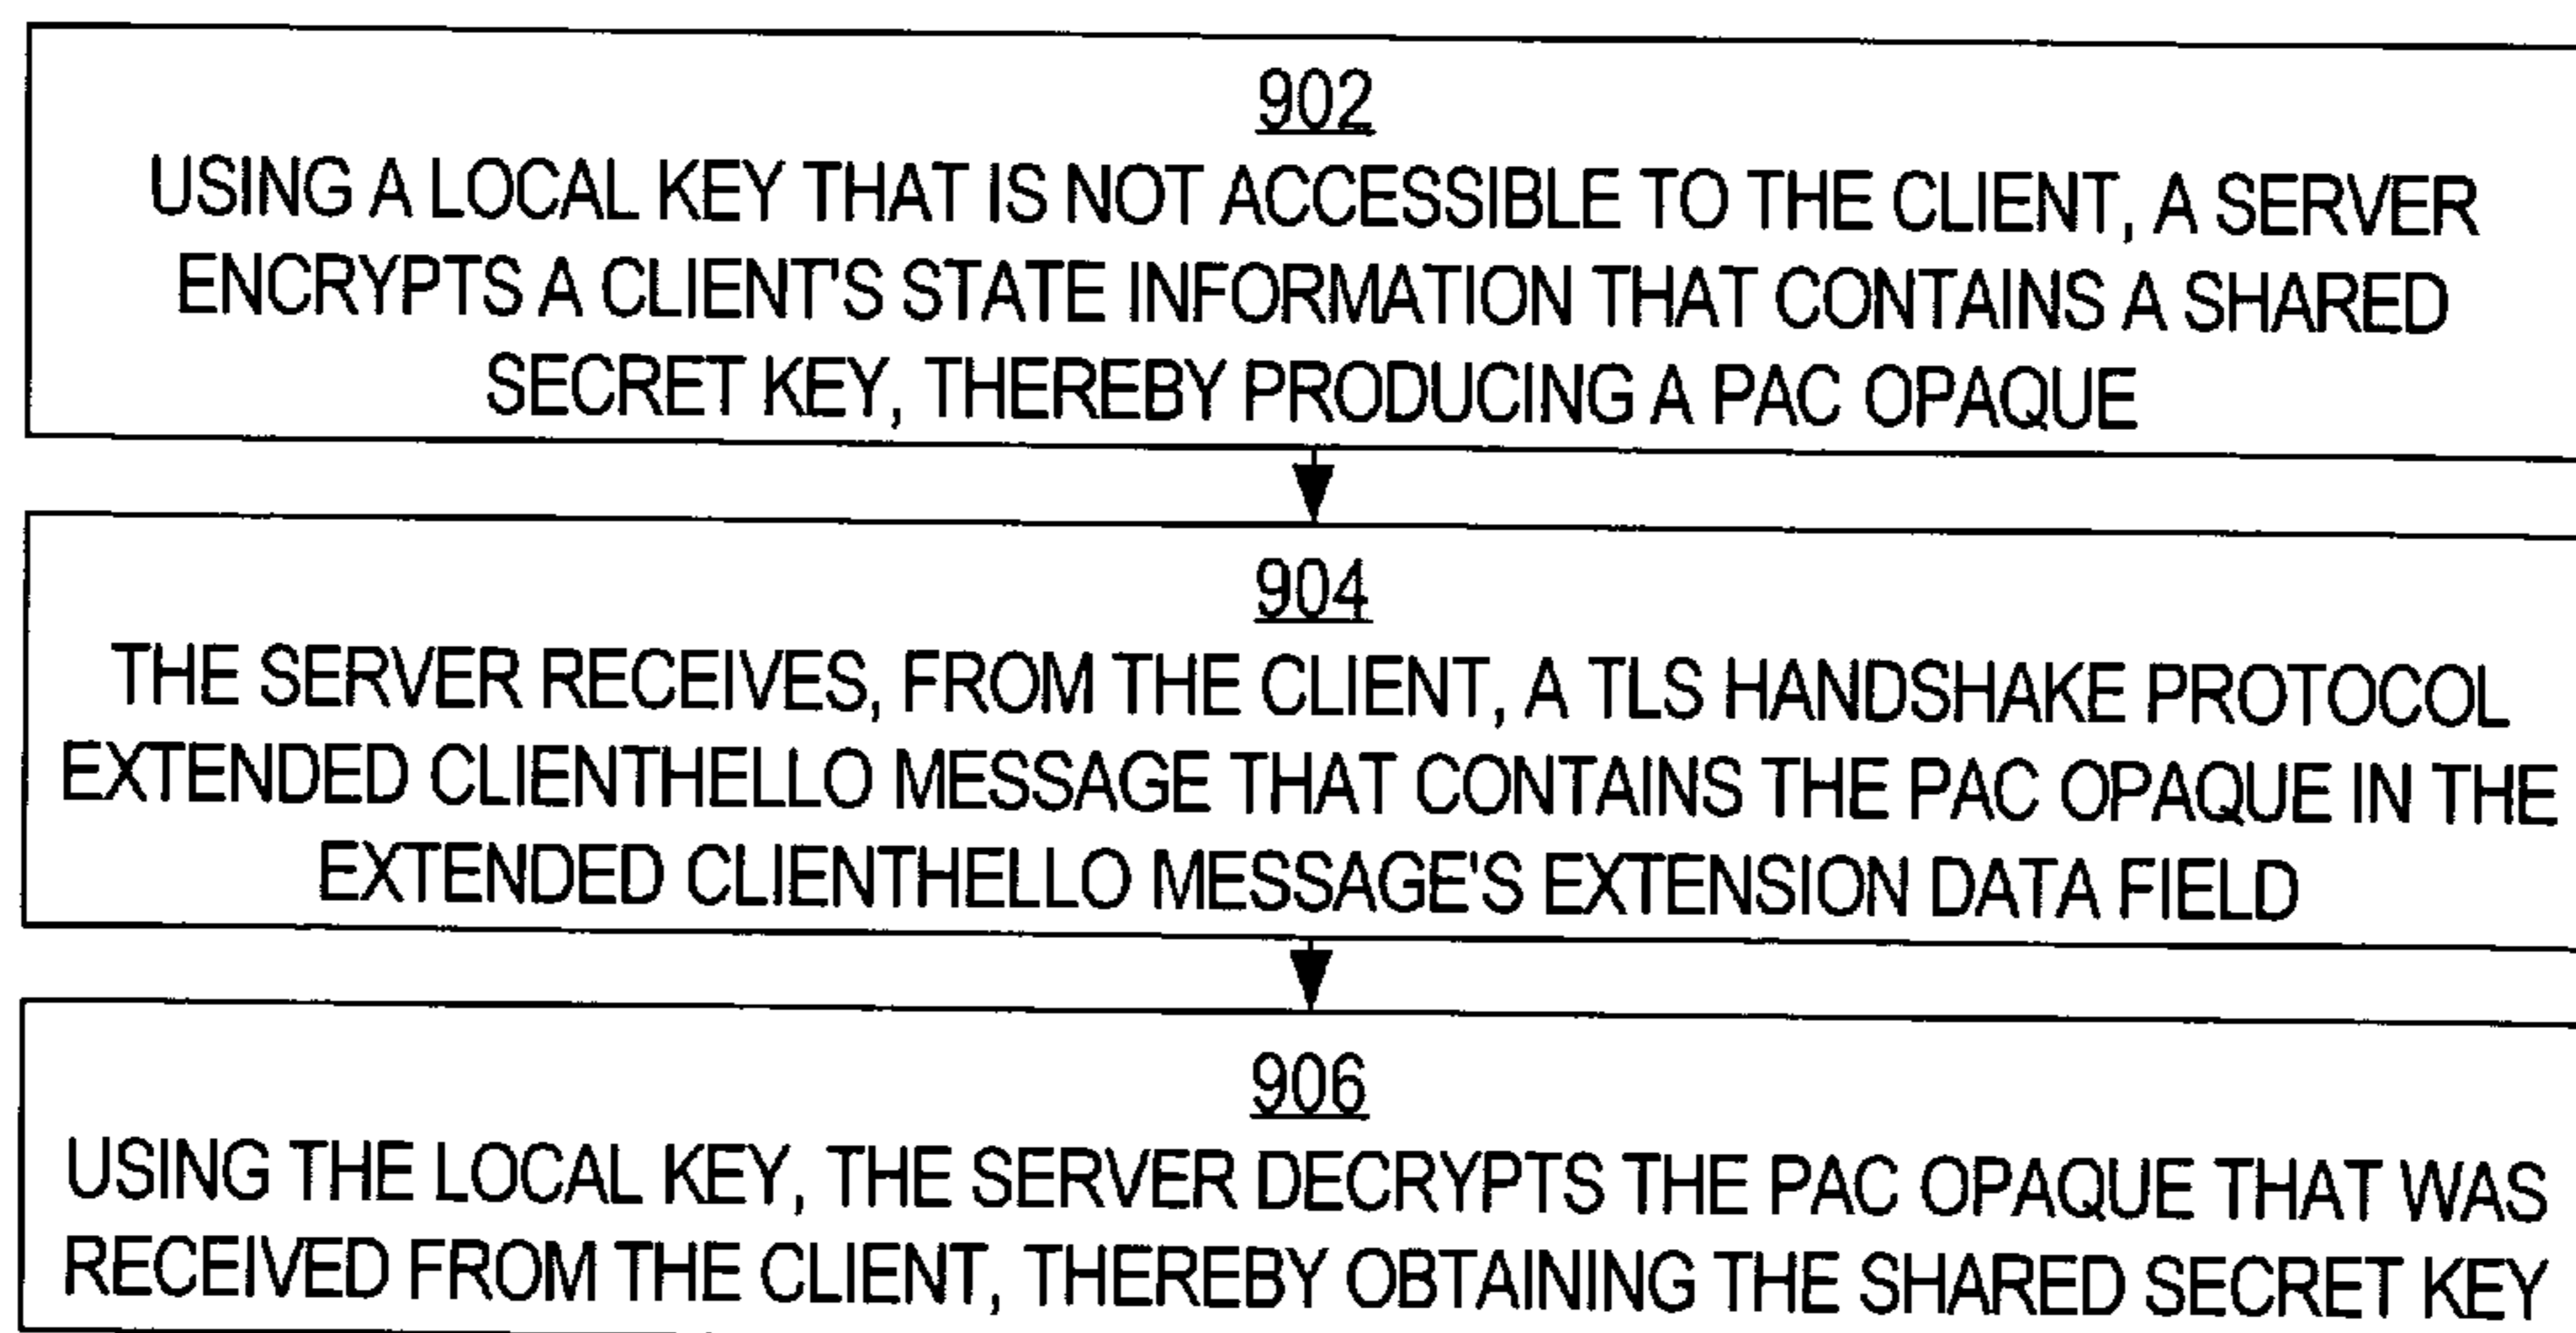 902
USING A LOCAL KEY THAT IS NOT ACCESSIBLE TO THE CLIENT, A SERVER
ENCRYPTS A CLIENT'S STATE INFORMATION THAT CONTAINS A SHARED
SECRET KEY, THEREBY PRODUCING A PAC OPAQUE
904
THE SERVER RECEIVES, FROM THE CLIENT, A TLS HANDSHAKE PROTOCOL
EXTENDED CLIENTHELLO MESSAGE THAT CONTAINS THE PAC OPAQUE IN THE
EXTENDED CLIENTHELLO MESSAGE'S EXTENSION DATA FIELD
906
USING THE LOCAL KEY, THE SERVER DECRYPTS THE PAC OPAQUE THAT WAS
RECEIVED FROM THE CLIENT, THEREBY OBTAINING THE SHARED SECRET KEY